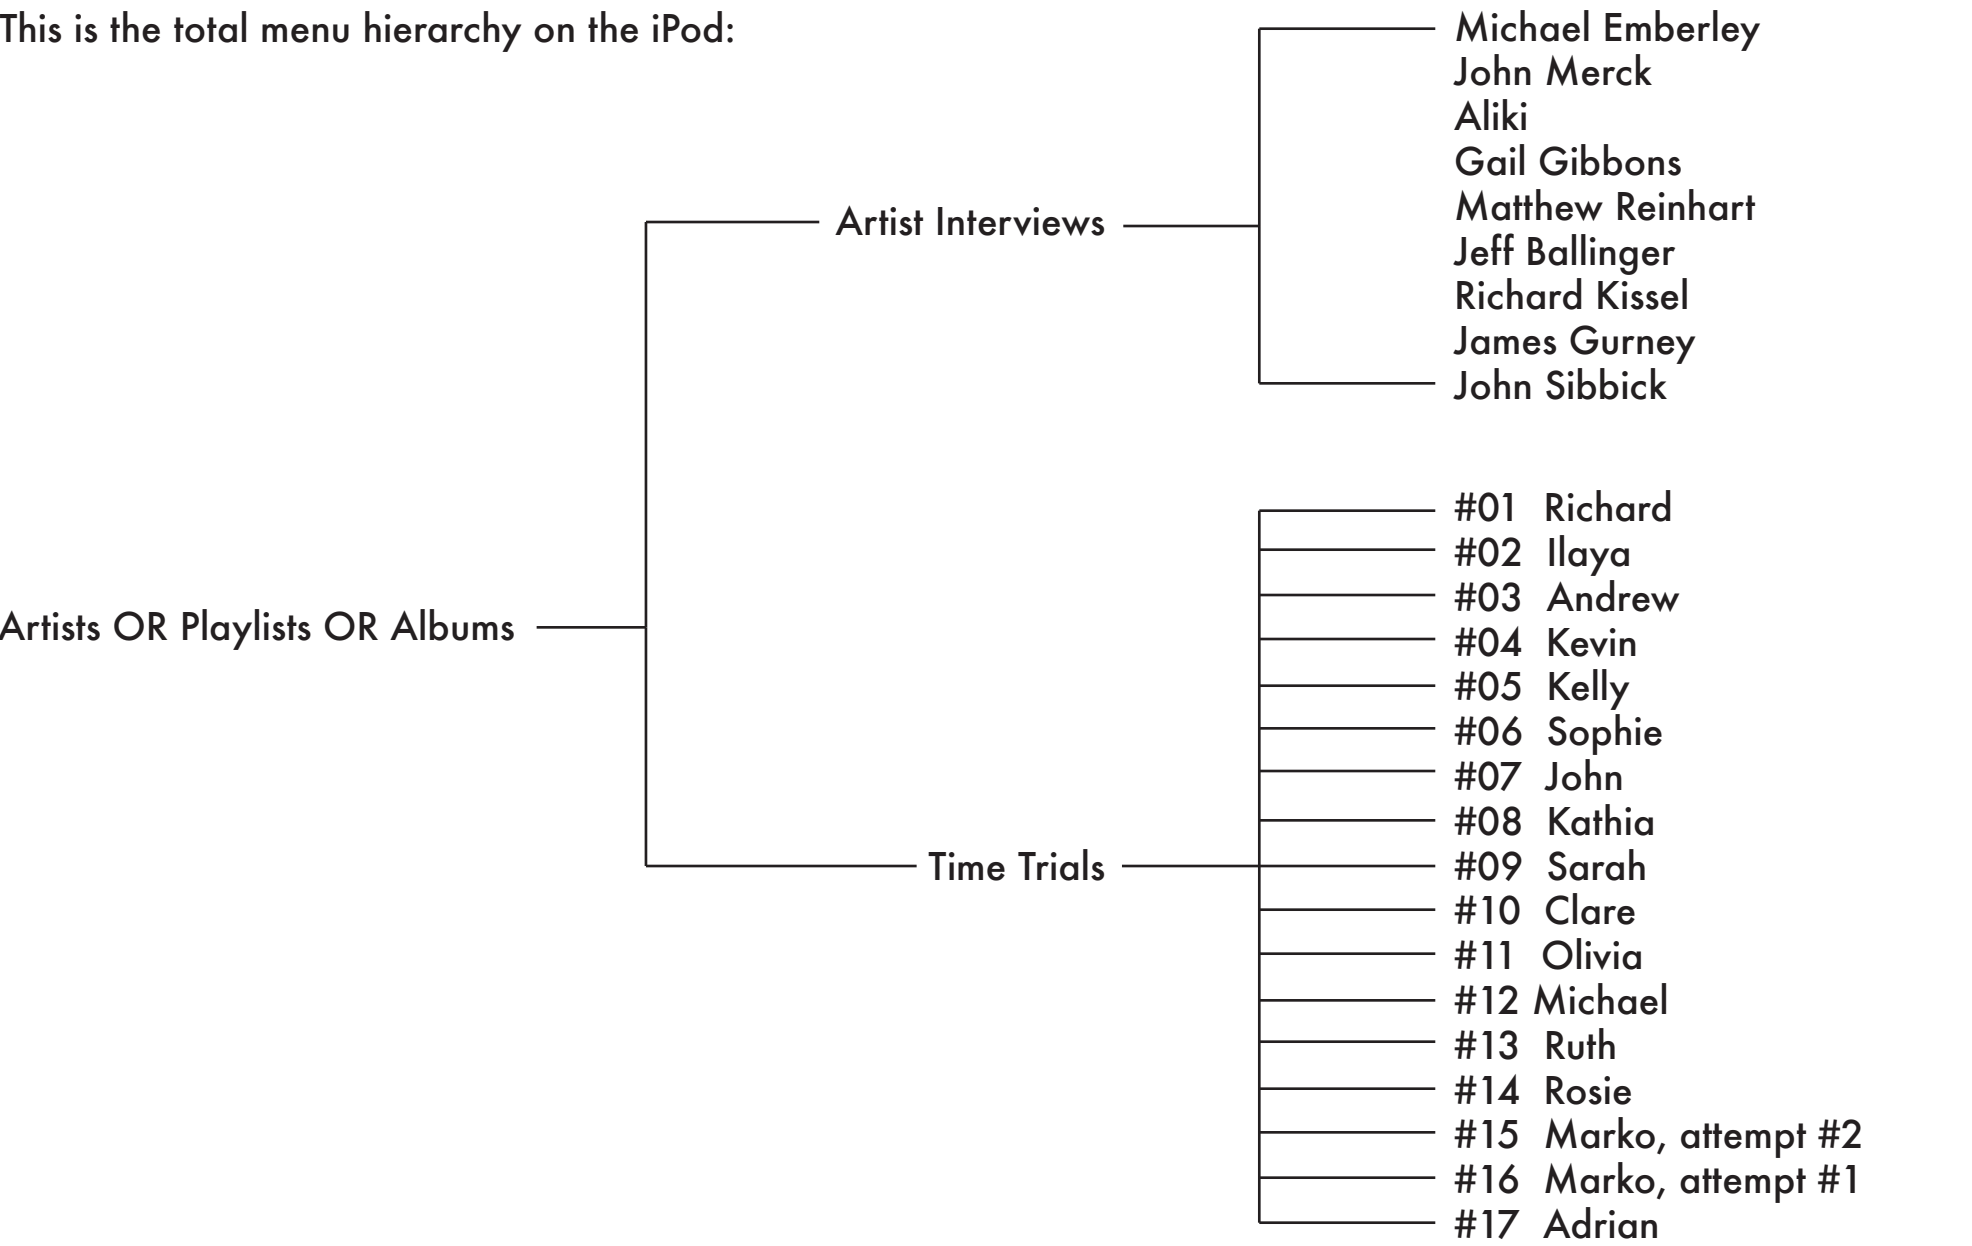 This is the total menu hierarchy on the iPod:
Michael Emberley
John Merck
Aliki
Gail Gibbons
Artist Interviews
Matthew Reinhart
Jeff Ballinger
Richard Kissel
James Gurney
John Sibbick
Artists OR Playlists OR Albums
#01 Richard
#02 Ilaya
#03 Andrew
#04 Kevin
#05 Kelly
#06 Sophie
#07 John
#08 Kathia
Time Trials
#09 Sarah
#10 Clare
#11 Olivia
#12 Michael
#13 Ruth
#14 Rosie
#15 Marko, attempt #2
#16 Marko, attempt #1
#17 Adrian